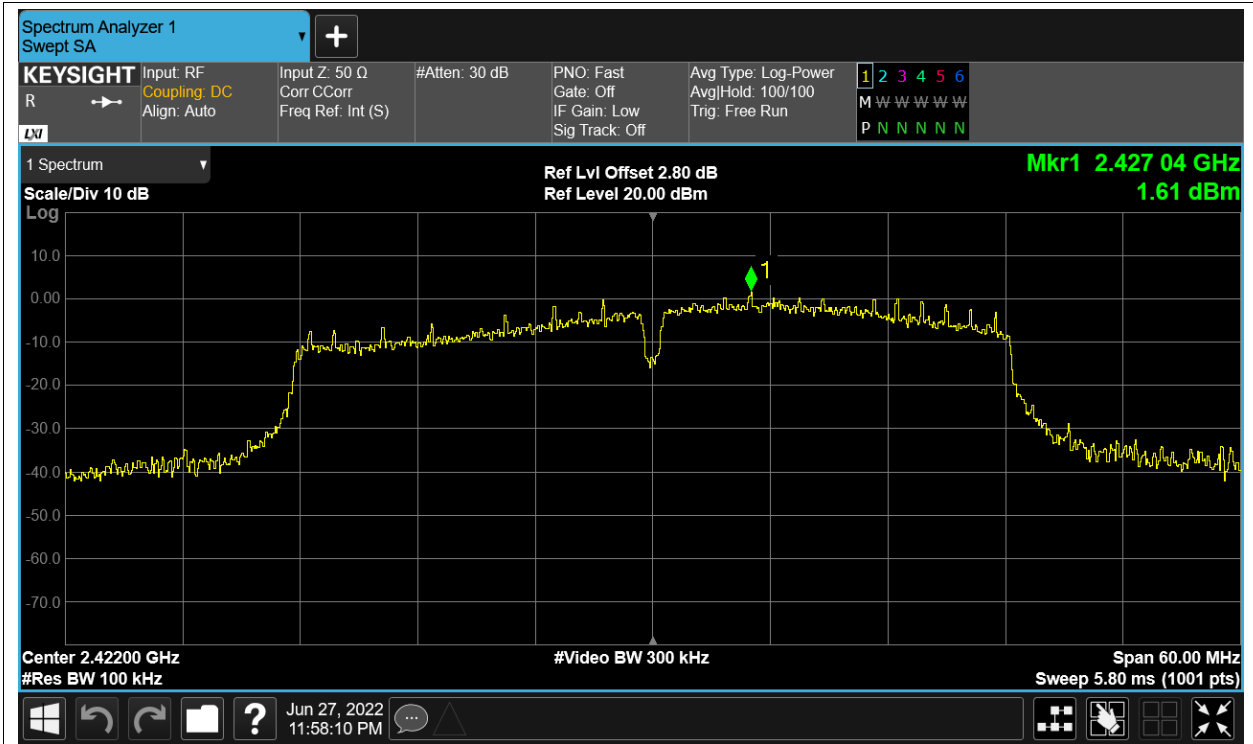 Spectrum Analyzer 1
Swept SA
KEYSIGHT
R
LXI
Input: RF
Coupling: DC
Align: Auto
Input Z: 50 Ω
Corr CCorr
Freq Ref: Int (S)
#Atten: 30 dB
PNO: Fast
Gate: Off
IF Gain: Low
Sig Track: Off
Avg Type: Log-Power
Avg|Hold: 100/100
Trig: Free Run
1 2 3 4 5 6
M W W W W W
P N N N N N
1 Spectrum
Scale/Div 10 dB
Ref Lvl Offset 2.80 dB
Ref Level 20.00 dBm
Mkr1 2.427 04 GHz
1.61 dBm
Log
10.0
0.00
-10.0
-20.0
-30.0
-40.0
-50.0
-60.0
-70.0
1
Center 2.42200 GHz
#Res BW 100 kHz
#Video BW 300 kHz
Span 60.00 MHz
Sweep 5.80 ms (1001 pts)
?
Jun 27, 2022
11:58:10 PM